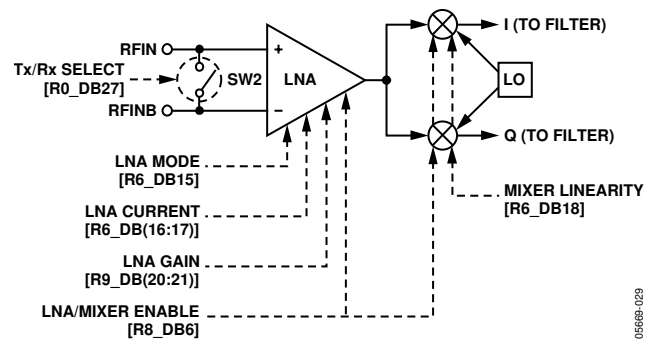 RFIN
I (TO FILTER)
Tx/Rx SELECT
[R0_DB27]
SW2
+
LNA
–
LO
RFINB
Q (TO FILTER)
LNA MODE
[R6_DB15]
MIXER LINEARITY
[R6_DB18]
LNA CURRENT
[R6_DB(16:17)]
LNA GAIN
[R9_DB(20:21)]
LNA/MIXER ENABLE
[R8_DB6]
05669-029